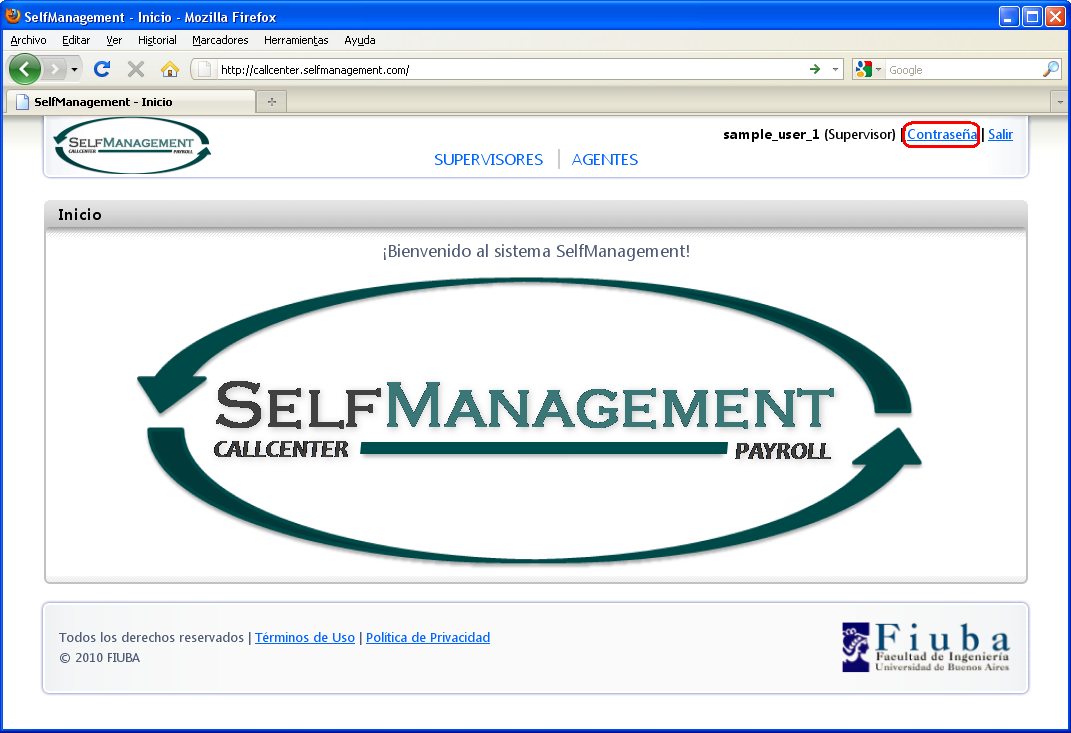 SelfManagement - Inicio - Mozilla Firefox
Archivo Editar Ver Historial Marcadores Herramientas Ayuda
http://callcenter.selfmanagement.com/ Google
SelfManagement - Inicio
SELFMANAGEMENT
CALLCENTER PAYROLL
sample_user_1 (Supervisor) | Contraseña | Salir
SUPERVISORES | AGENTES
Inicio
¡Bienvenido al sistema SelfManagement!
SELFMANAGEMENT
CALLCENTER PAYROLL
Todos los derechos reservados | Términos de Uso | Política de Privacidad
© 2010 FIUBA
Fiuba
Facultad de Ingeniería
Universidad de Buenos Aires